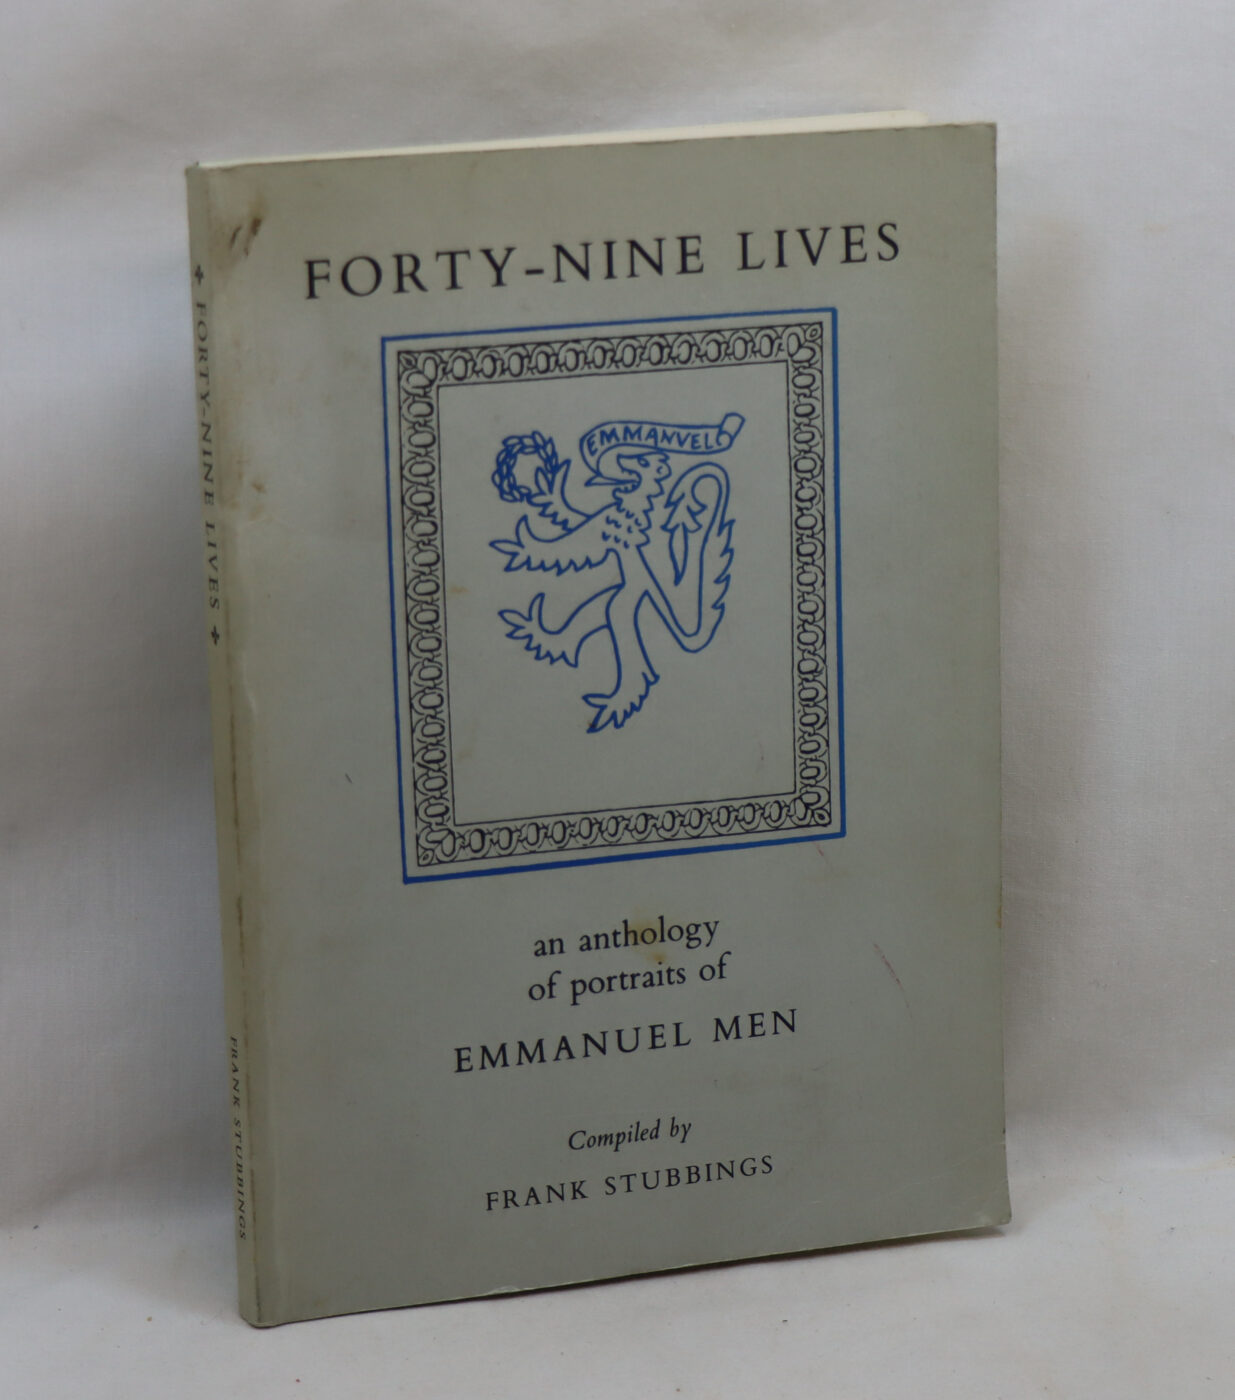 FORTY-NINE LIVES
EMMANVEL
an anthology
of portraits of
EMMANUEL MEN
Compiled by
FRANK STUBBINGS
FORTY-NINE LIVES
FRANK STUBBINGS